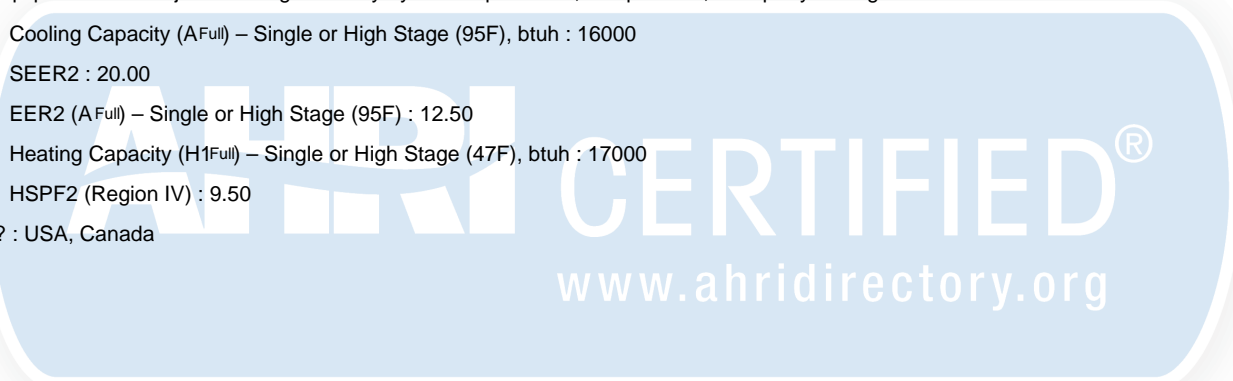 Cooling Capacity (AFull) – Single or High Stage (95F), btuh : 16000
SEER2 : 20.00
EER2 (AFull) – Single or High Stage (95F) : 12.50
Heating Capacity (H1Full) – Single or High Stage (47F), btuh : 17000
HSPF2 (Region IV) : 9.50
? : USA, Canada
AHRI CERTIFIED®
www.ahridirectory.org